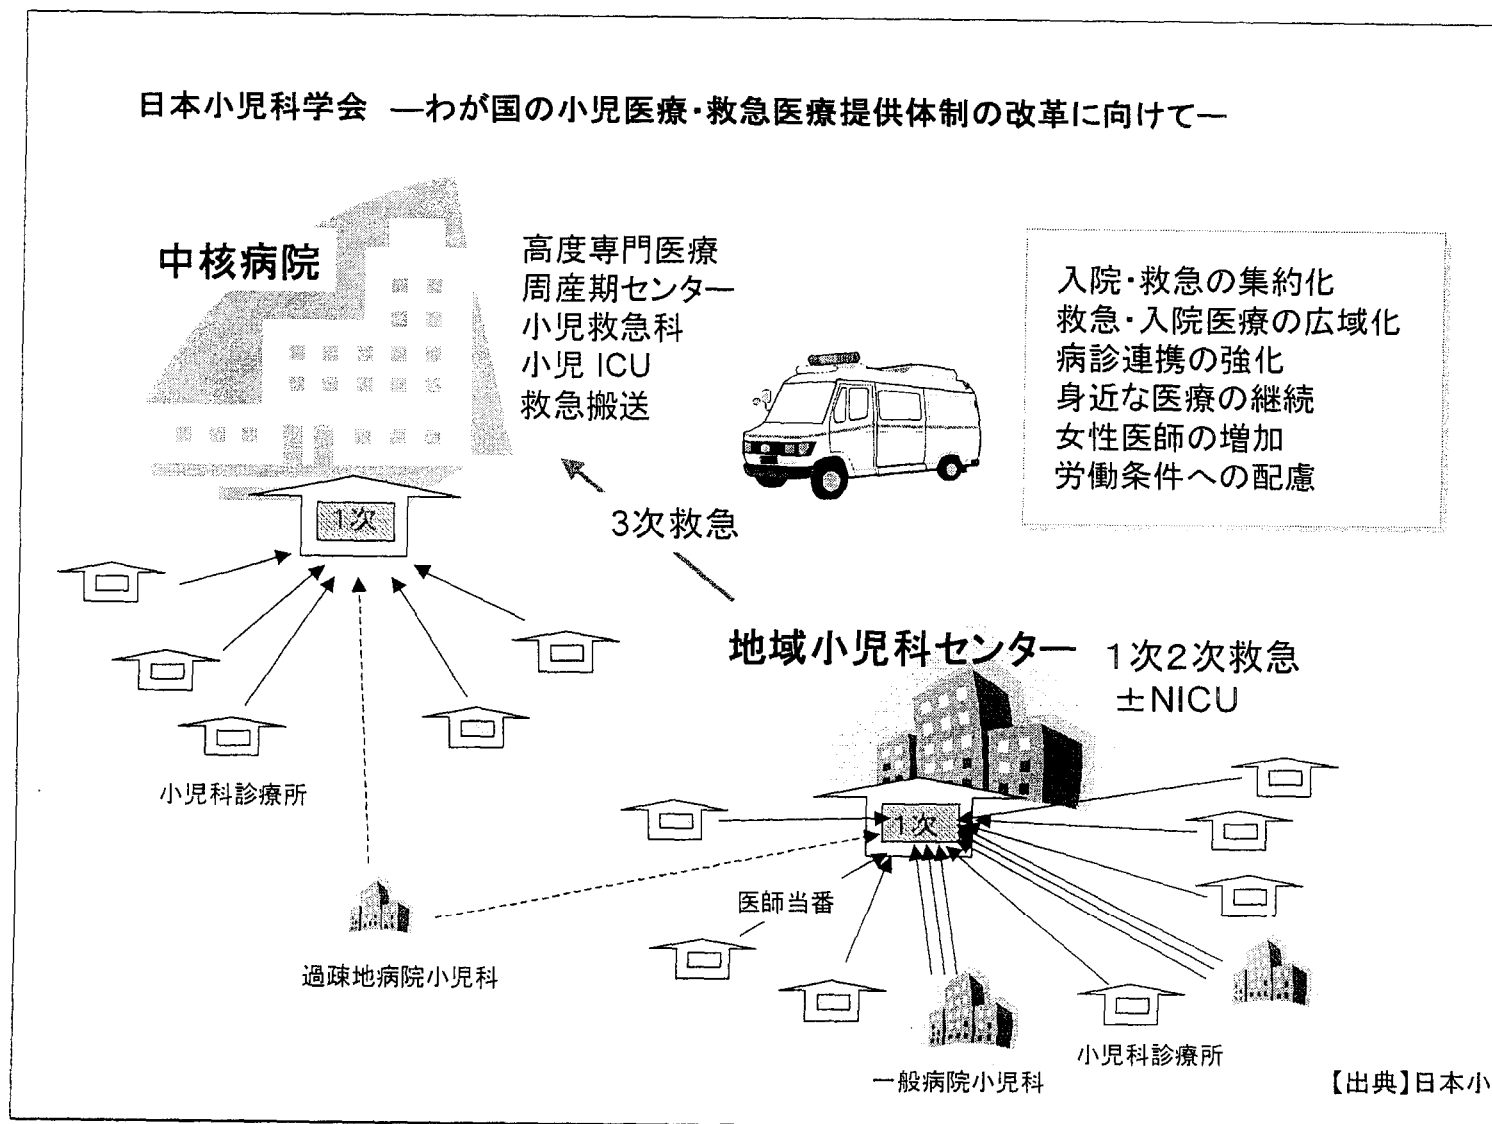 日本小児科学会 ―わが国の小児医療・救急医療提供体制の改革に向けて―
中核病院
高度専門医療
周産期センター
小児救急科
小児 ICU
救急搬送
入院・救急の集約化
救急・入院医療の広域化
病診連携の強化
身近な医療の継続
女性医師の増加
労働条件への配慮
1次
3次救急
地域小児科センター
1次2次救急
±NICU
小児科診療所
1次
医師当番
過疎地病院小児科
一般病院小児科
小児科診療所
【出典】日本小